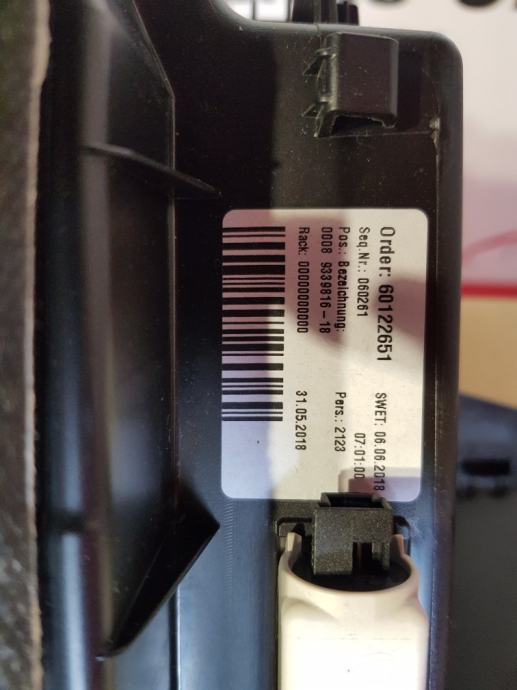 Order: 60122651
SWET: 06.06.2018
Seq.Nr.: 060261
07:01:00
Pos.: Bezeichnung:
Pers.: 2123
0008 9339816-18
Rack: 00000000000
31.05.2018